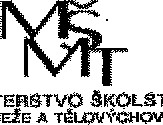 MŠ
MT
TERSTVO ŠKOLST
EŽE A TĚLOVÝCHOV